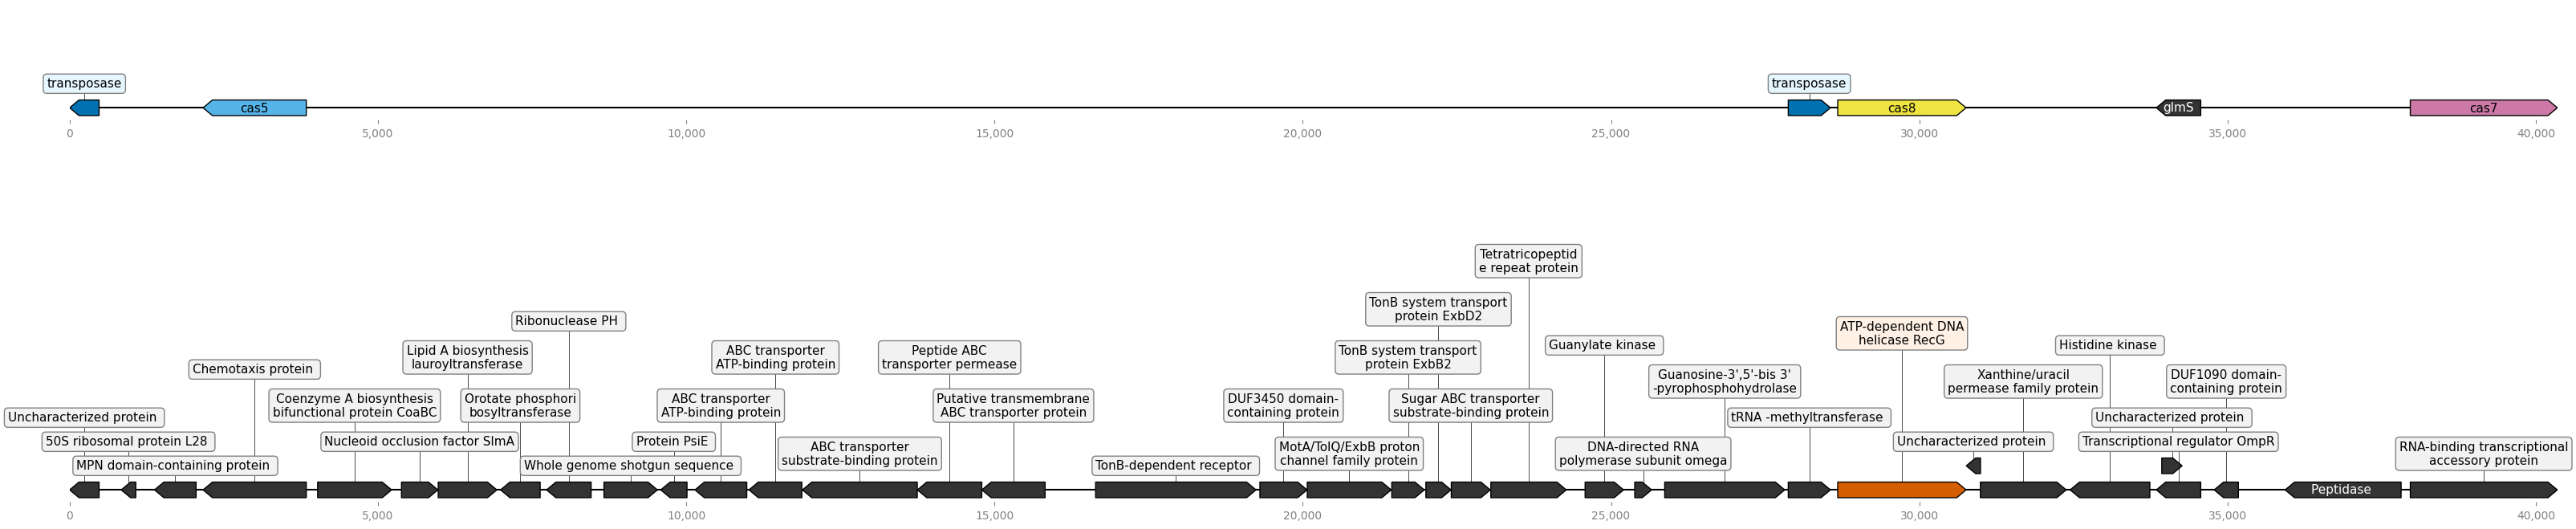 transposase
transposase
cas5
cas8
glmS
cas7
0
5,000
10,000
15,000
20,000
25,000
30,000
35,000
40,000
Tetratricopeptid
e repeat protein
TonB system transport
protein ExbD2
Ribonuclease PH
ATP-dependent DNA
helicase RecG
Lipid A biosynthesis
lauroyltransferase
ABC transporter
ATP-binding protein
Peptide ABC
transporter permease
TonB system transport
protein ExbB2
Guanylate kinase
Histidine kinase
Chemotaxis protein
Guanosine-3',5'-bis 3'
-pyrophosphohydrolase
Xanthine/uracil
permease family protein
DUF1090 domain-
containing protein
Coenzyme A biosynthesis
bifunctional protein CoaBC
Orotate phosphori
bosyltransferase
ABC transporter
ATP-binding protein
Putative transmembrane
ABC transporter protein
DUF3450 domain-
containing protein
Sugar ABC transporter
substrate-binding protein
Uncharacterized protein
tRNA -methyltransferase
Uncharacterized protein
50S ribosomal protein L28
Nucleoid occlusion factor SlmA
Protein PsiE
ABC transporter
substrate-binding protein
MotA/TolQ/ExbB proton
channel family protein
DNA-directed RNA
polymerase subunit omega
Uncharacterized protein
Transcriptional regulator OmpR
RNA-binding transcriptional
accessory protein
MPN domain-containing protein
Whole genome shotgun sequence
TonB-dependent receptor
Peptidase
0
5,000
10,000
15,000
20,000
25,000
30,000
35,000
40,000